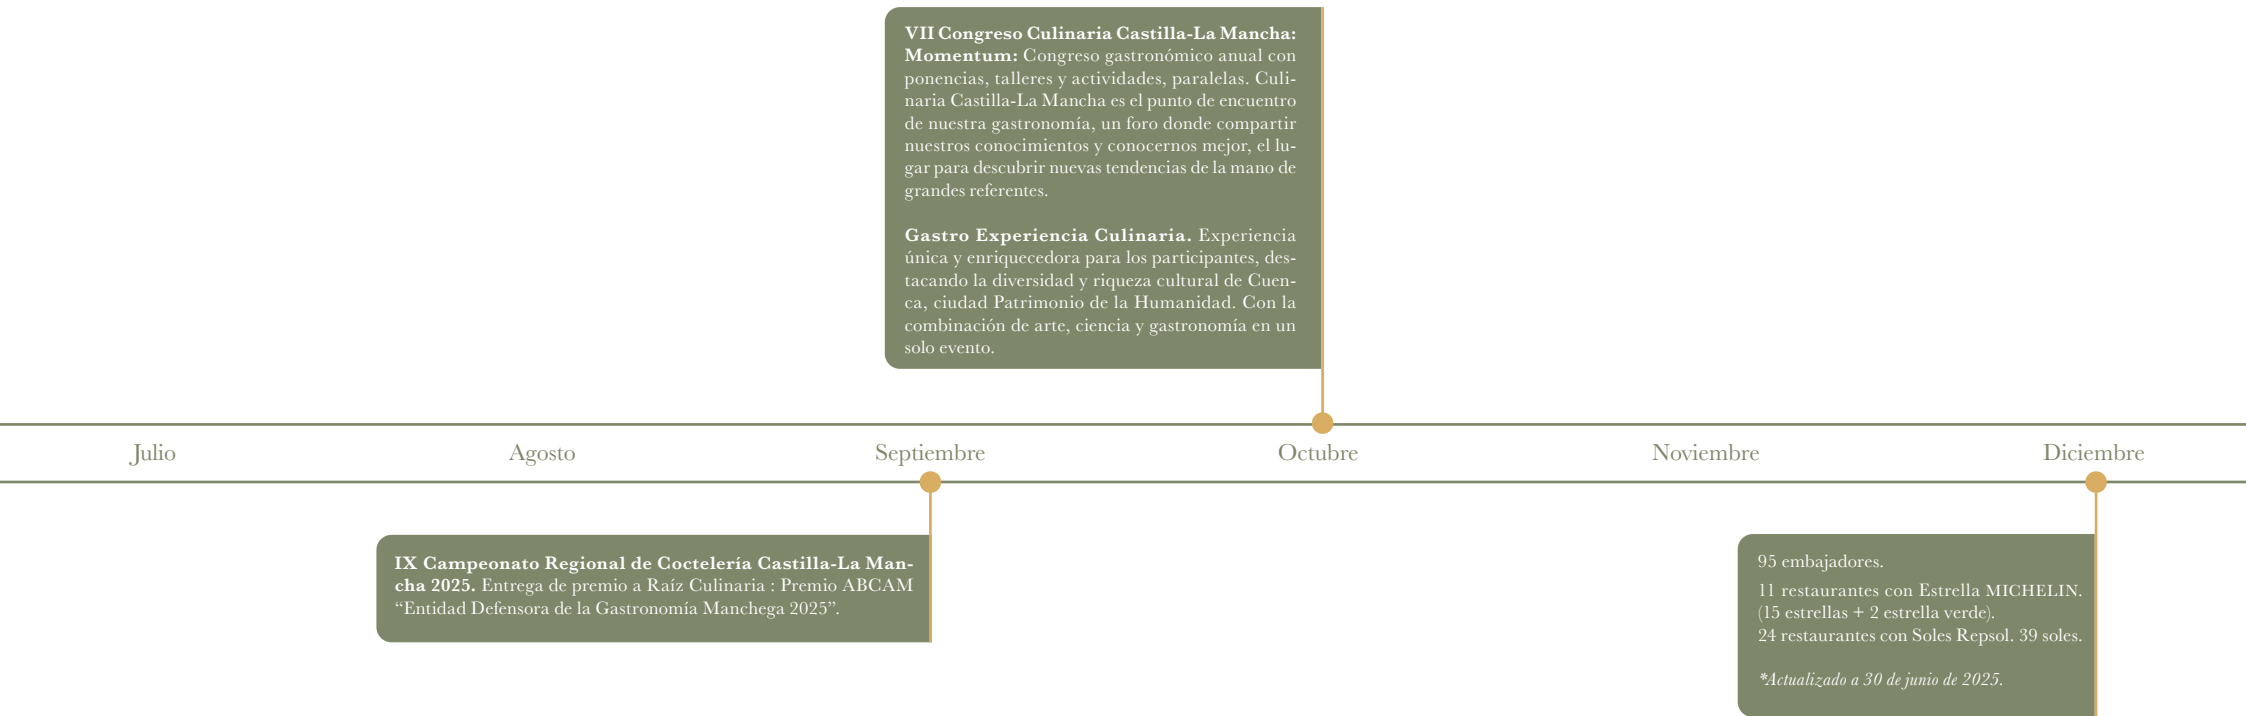 VII Congreso Culinaria Castilla-La Mancha:
Momentum: Congreso gastronómico anual con
ponencias, talleres y actividades, paralelas. Culi-
naria Castilla-La Mancha es el punto de encuentro
de nuestra gastronomía, un foro donde compartir
nuestros conocimientos y conocernos mejor, el lu-
gar para descubrir nuevas tendencias de la mano de
grandes referentes.
Gastro Experiencia Culinaria. Experiencia
única y enriquecedora para los participantes, des-
tacando la diversidad y riqueza cultural de Cuen-
ca, ciudad Patrimonio de la Humanidad. Con la
combinación de arte, ciencia y gastronomía en un
solo evento.
Julio
Agosto
Septiembre
Octubre
Noviembre
Diciembre
IX Campeonato Regional de Coctelería Castilla-La Man-
cha 2025. Entrega de premio a Raíz Culinaria : Premio ABCAM
“Entidad Defensora de la Gastronomía Manchega 2025”.
95 embajadores.
11 restaurantes con Estrella MICHELIN.
(15 estrellas + 2 estrella verde).
24 restaurantes con Soles Repsol. 39 soles.
*Actualizado a 30 de junio de 2025.